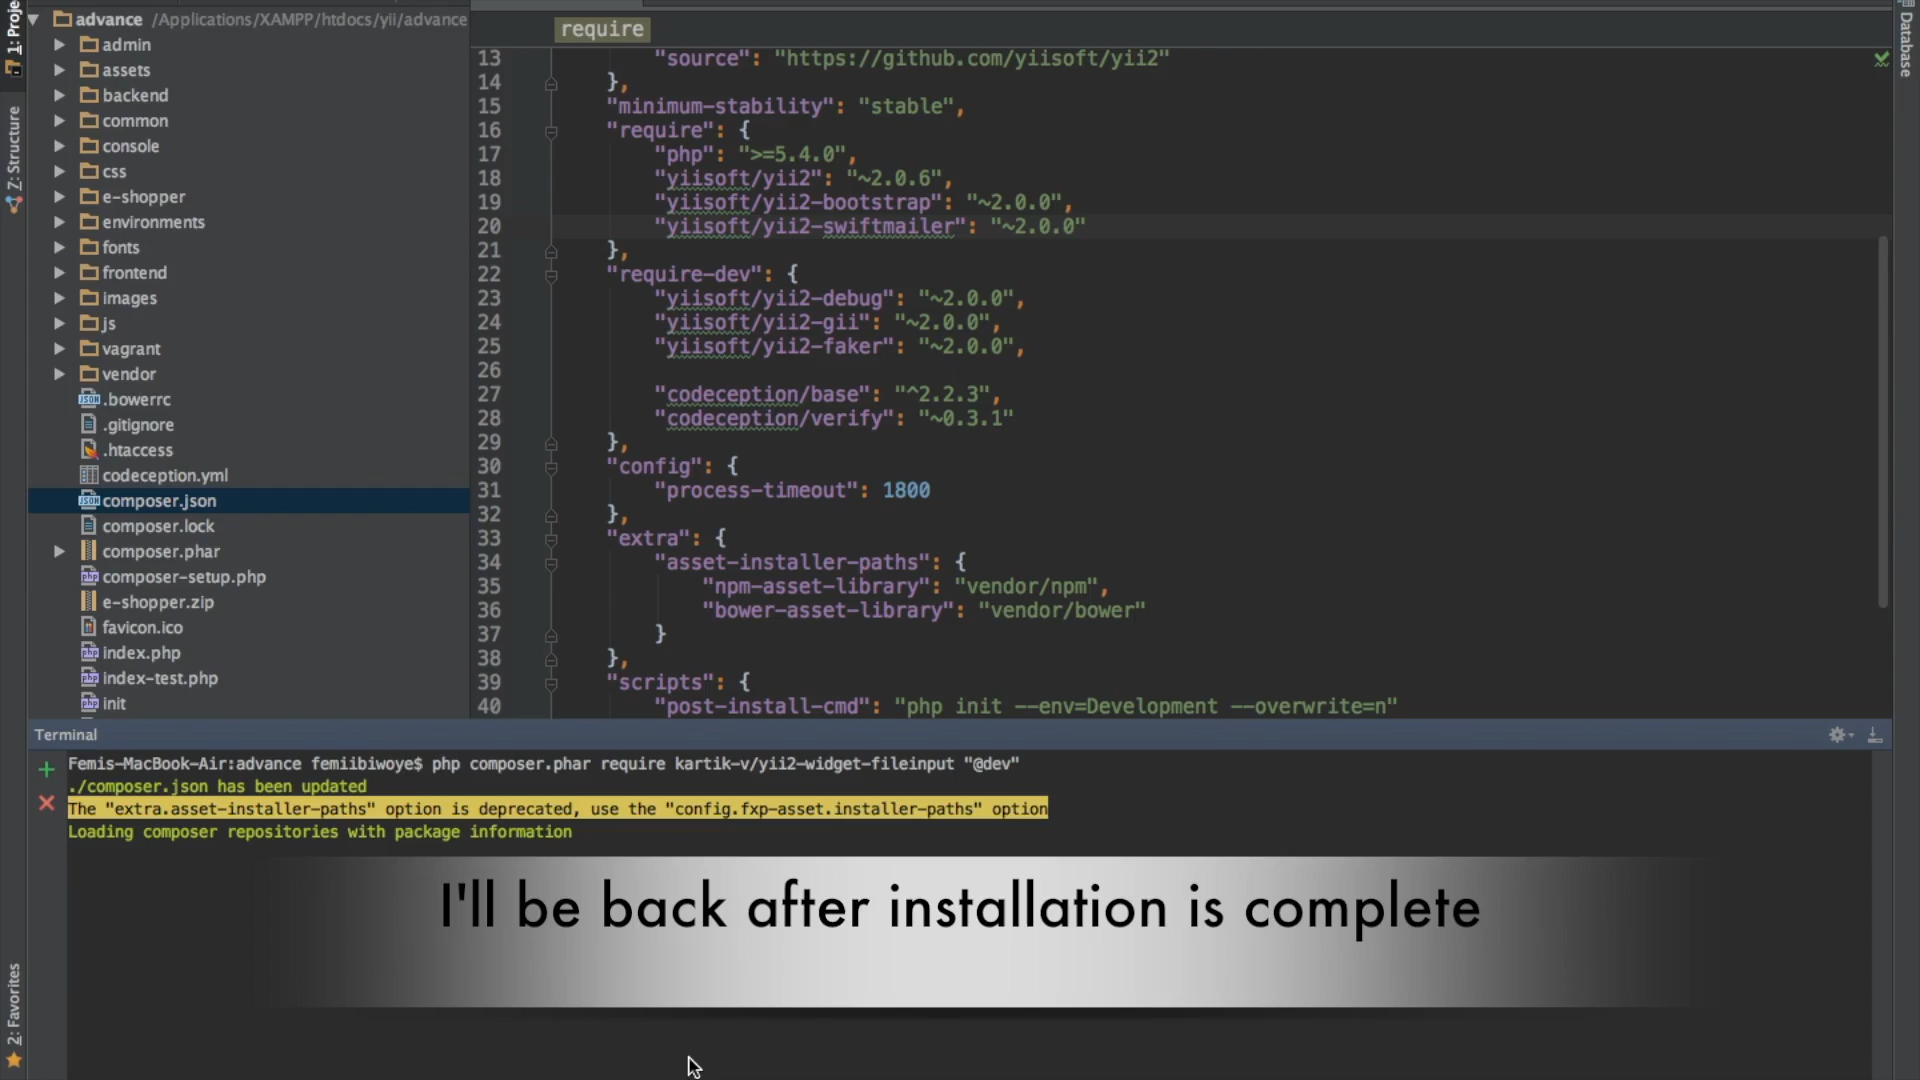 1: Proje
Z: Structure
2: Favorites
advance /Applications/XAMPP/htdocs/yii/advance
admin
assets
backend
common
console
css
e-shopper
environments
fonts
frontend
images
js
vagrant
vendor
.bowerrc
.gitignore
.htaccess
codeception.yml
composer.json
composer.lock
composer.phar
composer-setup.php
e-shopper.zip
favicon.ico
index.php
index-test.php
init
require
13 "source": "https://github.com/yiisoft/yii2"
14 },
15 "minimum-stability": "stable",
16 "require": {
17 "php": ">=5.4.0",
18 "yiisoft/yii2": "~2.0.6",
19 "yiisoft/yii2-bootstrap": "~2.0.0",
20 "yiisoft/yii2-swiftmailer": "~2.0.0"
21 },
22 "require-dev": {
23 "yiisoft/yii2-debug": "~2.0.0",
24 "yiisoft/yii2-gii": "~2.0.0",
25 "yiisoft/yii2-faker": "~2.0.0",
26
27 "codeception/base": "^2.2.3",
28 "codeception/verify": "~0.3.1"
29 },
30 "config": {
31 "process-timeout": 1800
32 },
33 "extra": {
34 "asset-installer-paths": {
35 "npm-asset-library": "vendor/npm",
36 "bower-asset-library": "vendor/bower"
37 }
38 },
39 "scripts": {
40 "post-install-cmd": "php init --env=Development --overwrite=n"
Database
Terminal
Femis-MacBook-Air:advance femiibiwoye$ php composer.phar require kartik-v/yii2-widget-fileinput "@dev"
./composer.json has been updated
The "extra.asset-installer-paths" option is deprecated, use the "config.fxp-asset.installer-paths" option
Loading composer repositories with package information
I'll be back after installation is complete